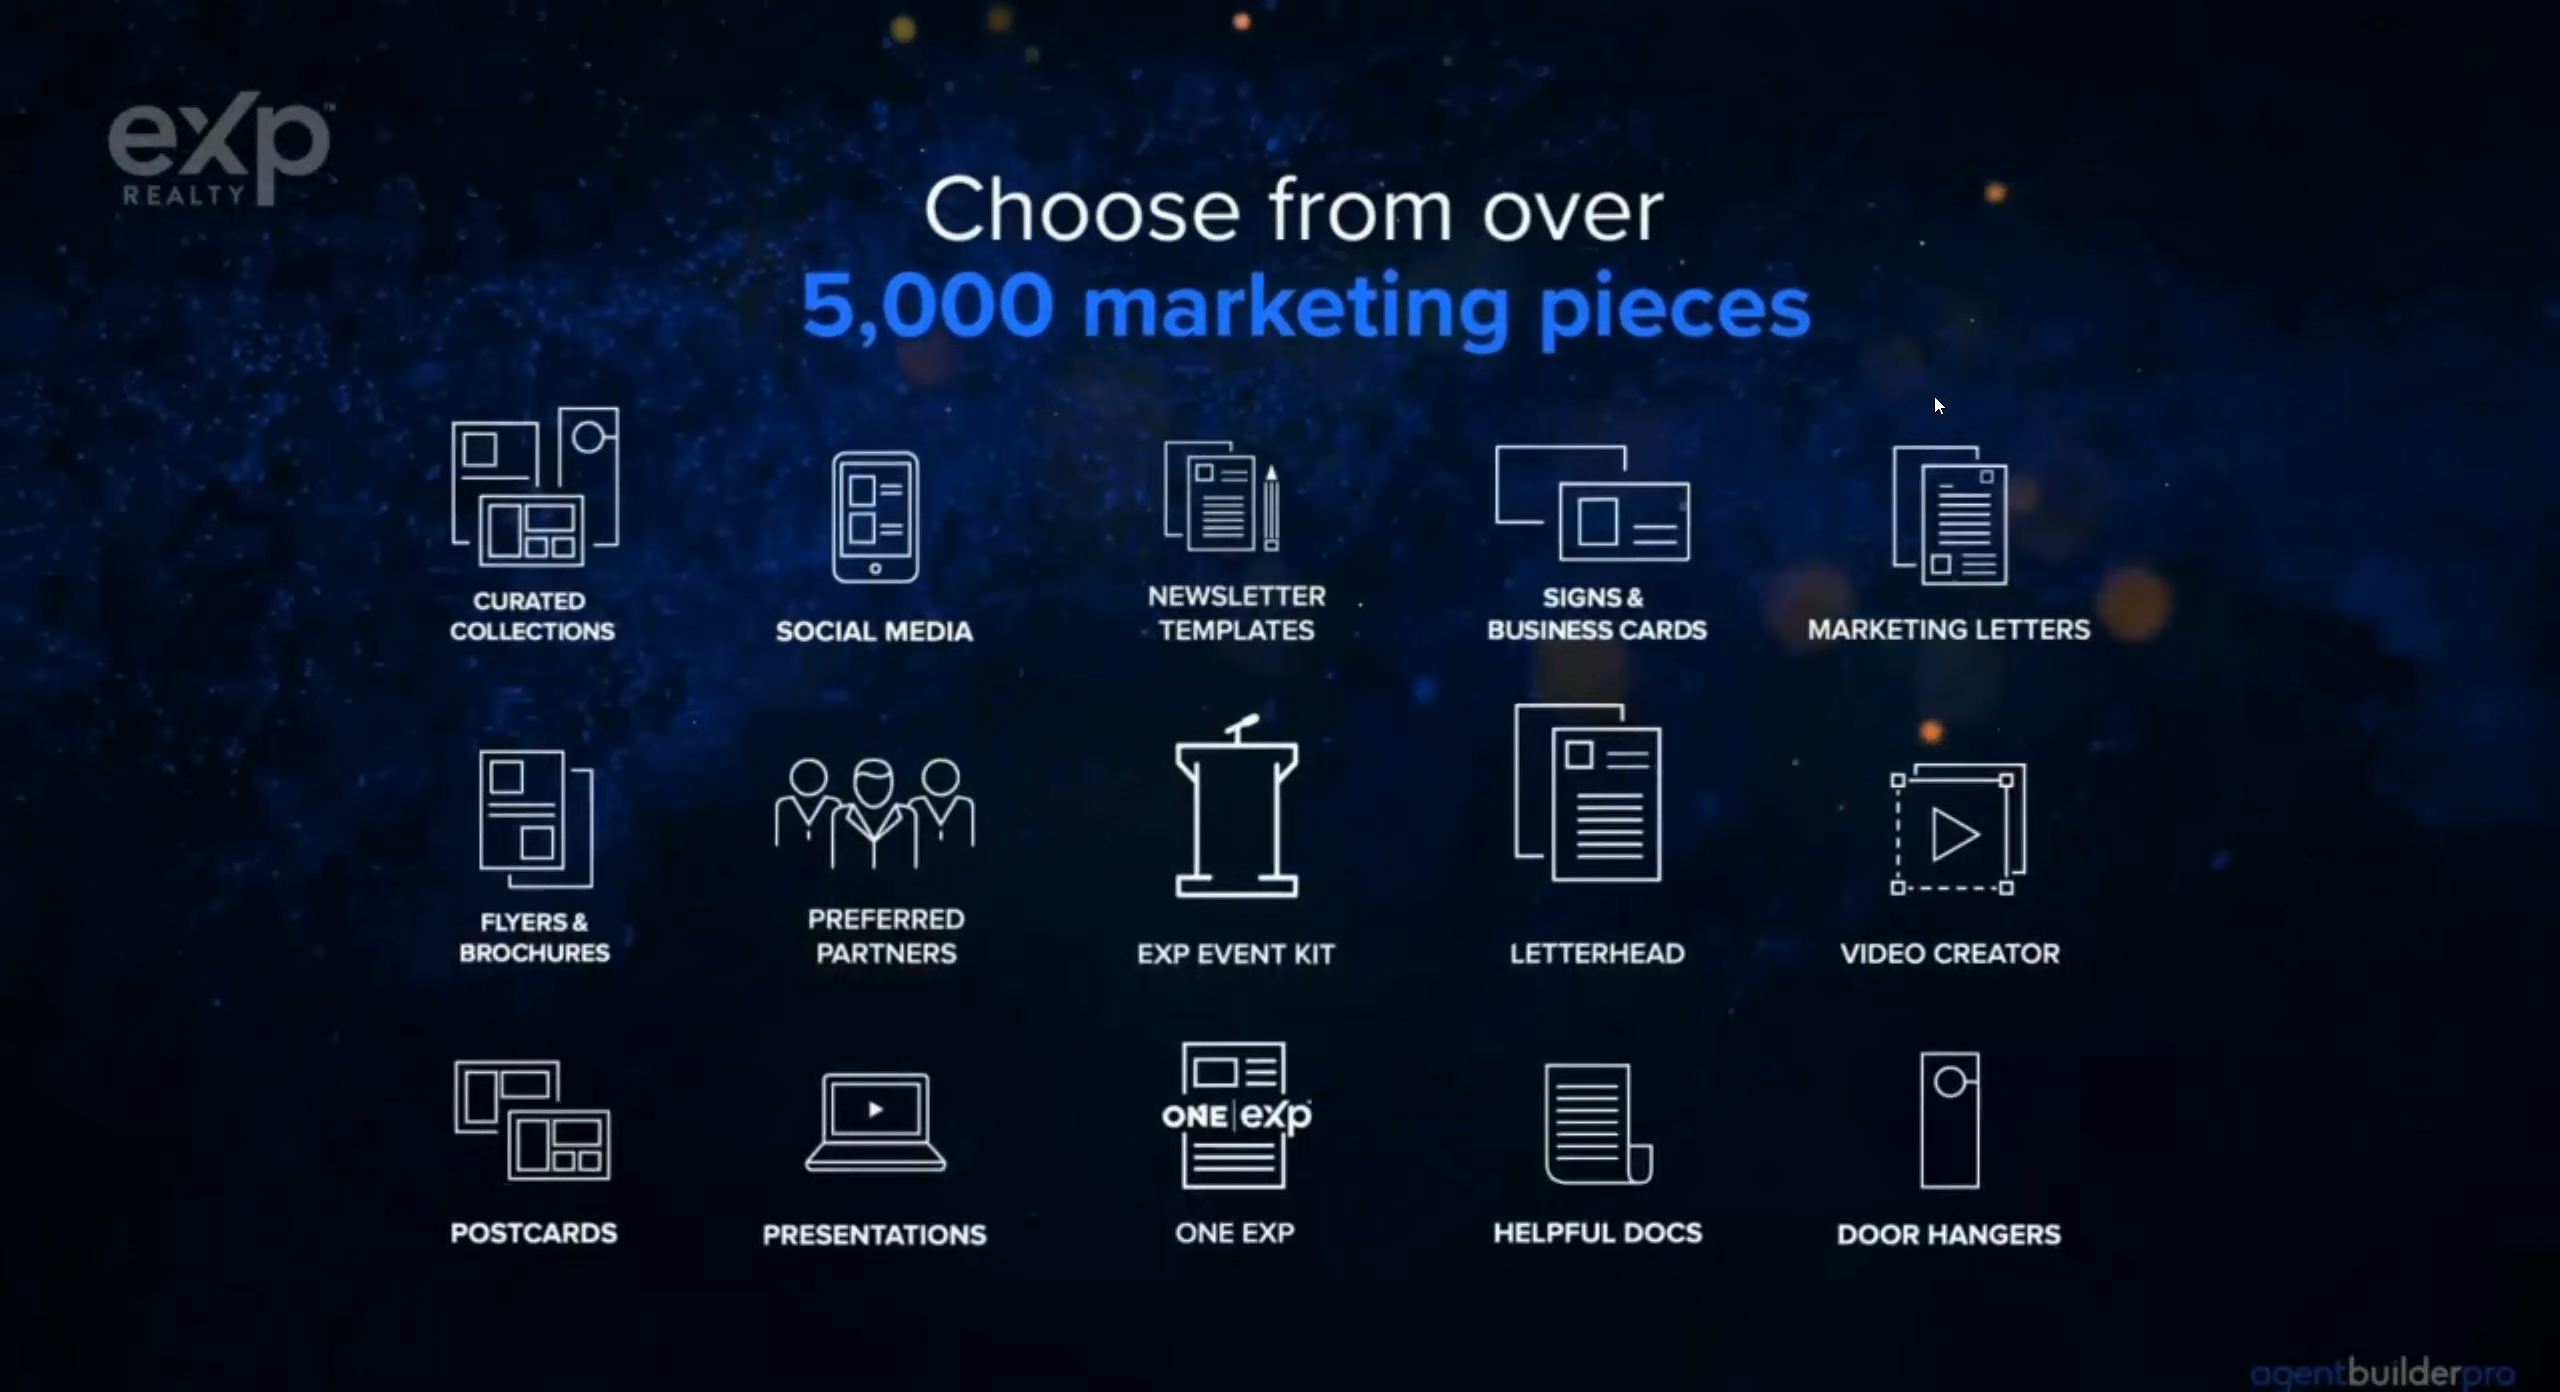 exp™
REALTY
Choose from over
5,000 marketing pieces
CURATED
COLLECTIONS
SOCIAL MEDIA
NEWSLETTER
TEMPLATES
SIGNS &
BUSINESS CARDS
MARKETING LETTERS
FLYERS &
BROCHURES
PREFERRED
PARTNERS
EXP EVENT KIT
LETTERHEAD
VIDEO CREATOR
POSTCARDS
PRESENTATIONS
ONE | exp
ONE EXP
HELPFUL DOCS
DOOR HANGERS
agentbuilderpro